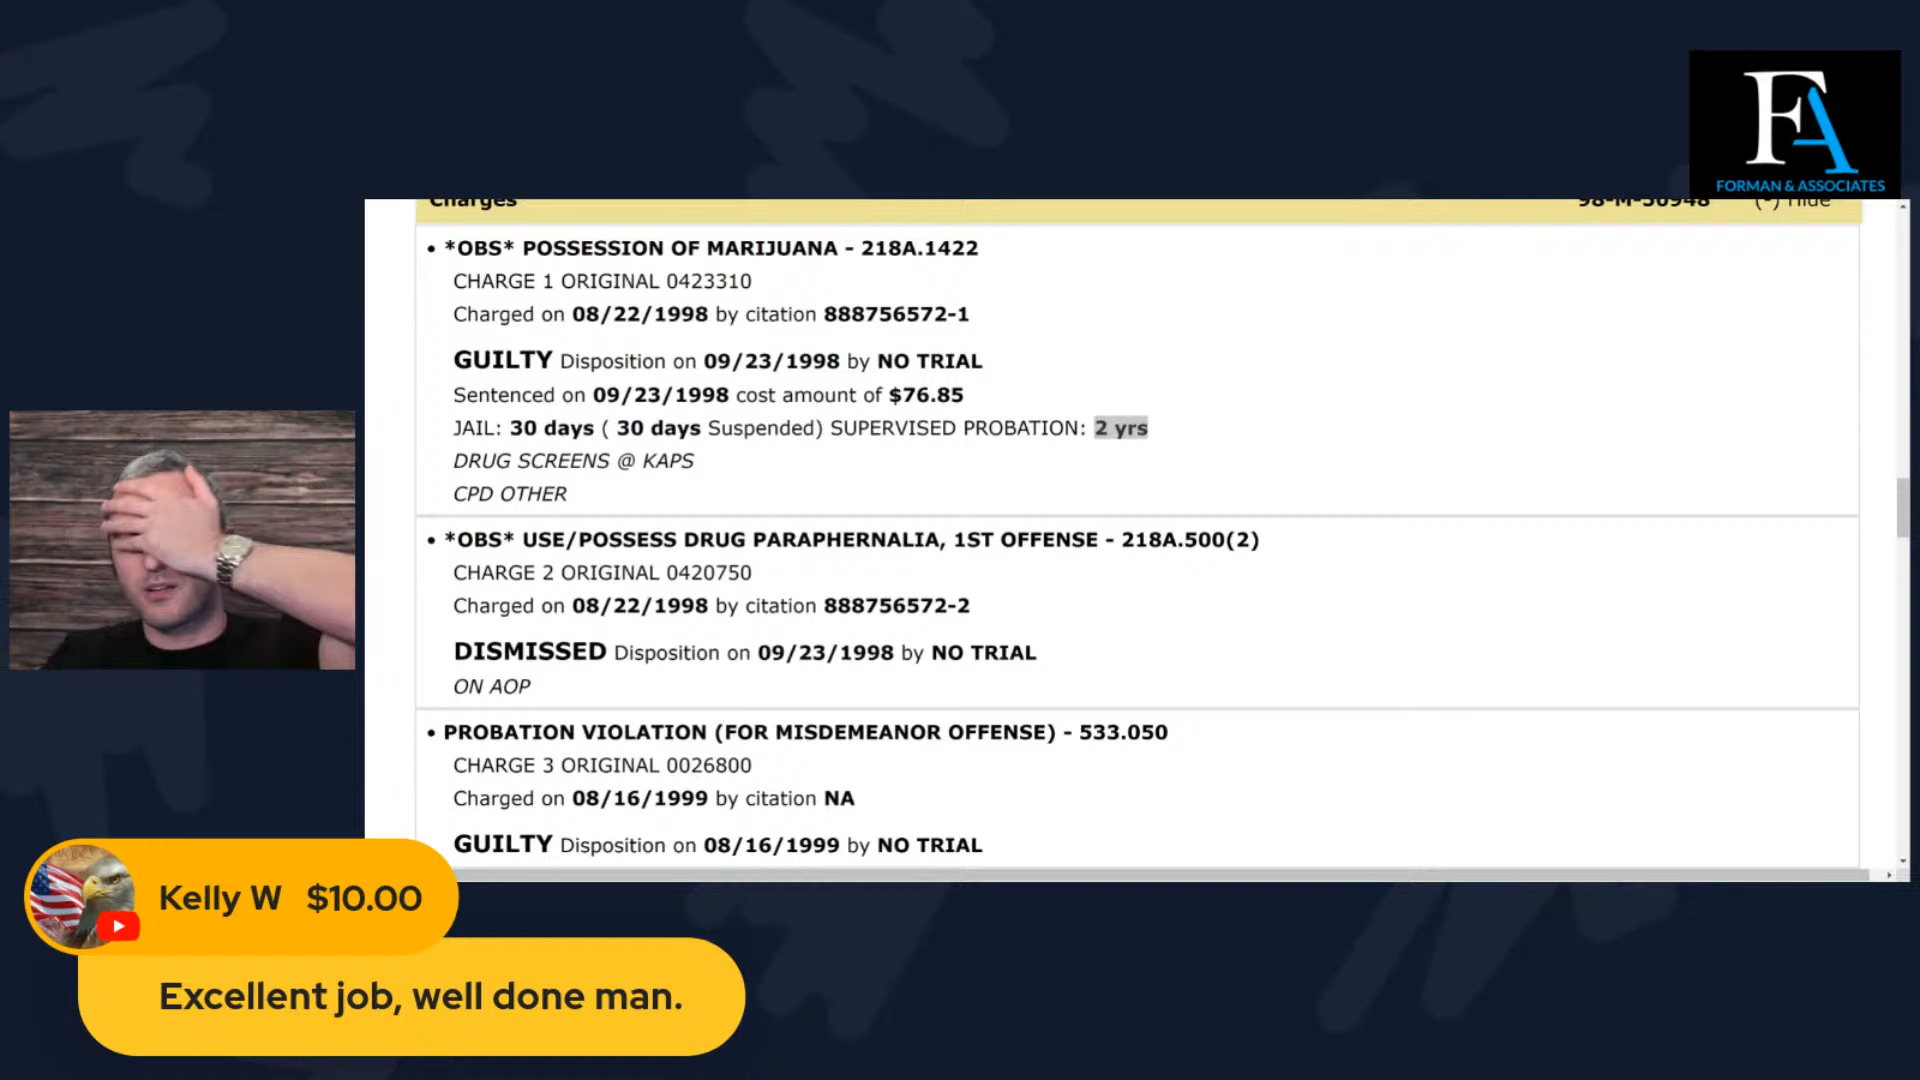 FA
FORMAN & ASSOCIATES
Charges 98-M-50948 (-) Hide
• *OBS* POSSESSION OF MARIJUANA - 218A.1422
CHARGE 1 ORIGINAL 0423310
Charged on 08/22/1998 by citation 888756572-1
GUILTY Disposition on 09/23/1998 by NO TRIAL
Sentenced on 09/23/1998 cost amount of $76.85
JAIL: 30 days ( 30 days Suspended) SUPERVISED PROBATION: 2 yrs
DRUG SCREENS @ KAPS
CPD OTHER
• *OBS* USE/POSSESS DRUG PARAPHERNALIA, 1ST OFFENSE - 218A.500(2)
CHARGE 2 ORIGINAL 0420750
Charged on 08/22/1998 by citation 888756572-2
DISMISSED Disposition on 09/23/1998 by NO TRIAL
ON AOP
• PROBATION VIOLATION (FOR MISDEMEANOR OFFENSE) - 533.050
CHARGE 3 ORIGINAL 0026800
Charged on 08/16/1999 by citation NA
GUILTY Disposition on 08/16/1999 by NO TRIAL
Kelly W $10.00
Excellent job, well done man.